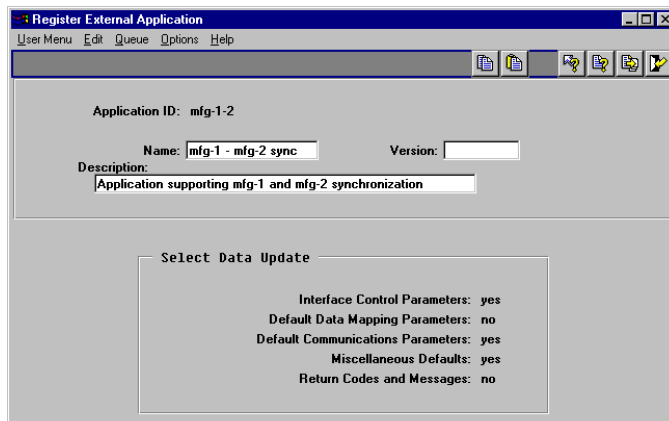 Register External Application
User Menu Edit Queue Options Help
Application ID: mfg-1-2
Name: mfg-1 - mfg-2 sync Version:
Description:
Application supporting mfg-1 and mfg-2 synchronization
Select Data Update
Interface Control Parameters: yes
Default Data Mapping Parameters: no
Default Communications Parameters: yes
Miscellaneous Defaults: yes
Return Codes and Messages: no